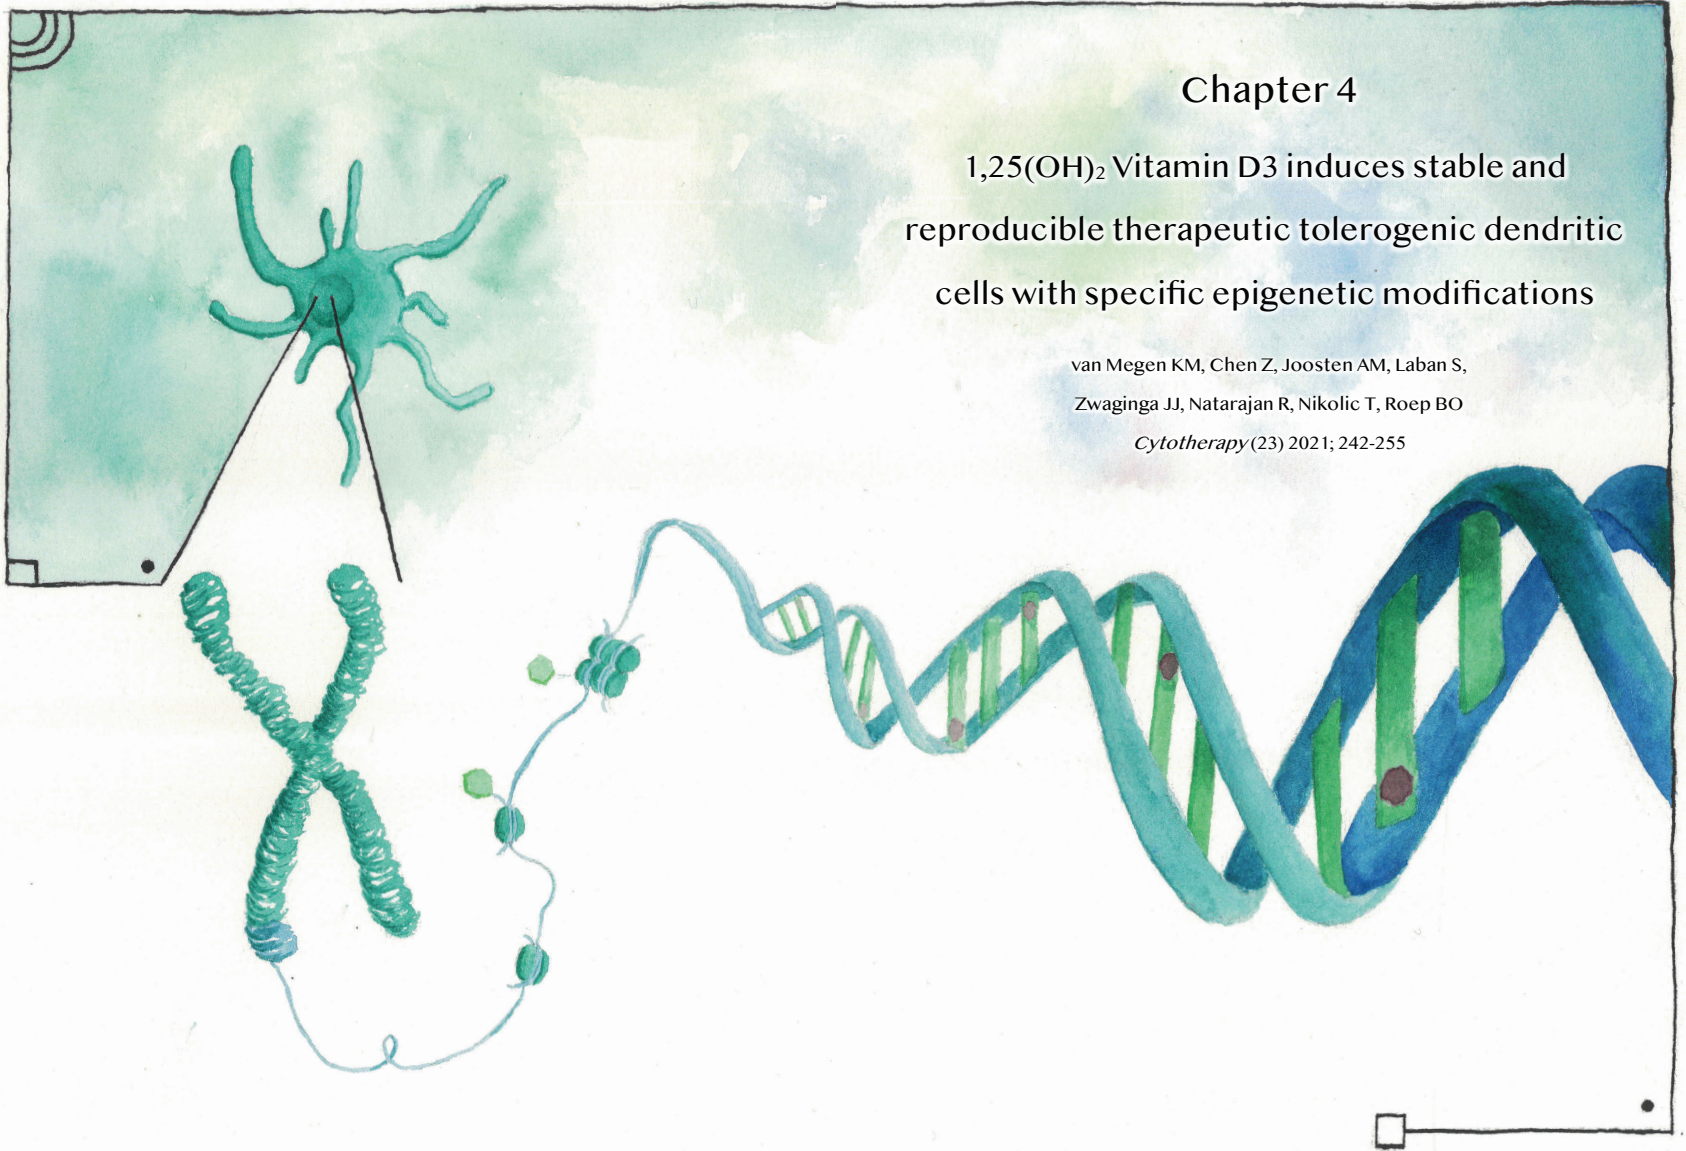 Chapter 4
1,25(OH)₂ Vitamin D3 induces stable and
reproducible therapeutic tolerogenic dendritic
cells with specific epigenetic modifications
van Megen KM, Chen Z, Joosten AM, Laban S,
Zwaginga JJ, Natarajan R, Nikolic T, Roep BO
Cytotherapy (23) 2021; 242-255